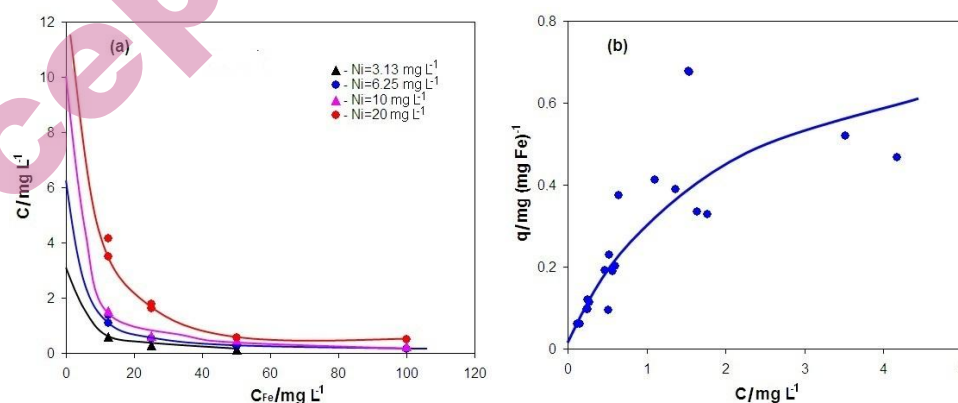 cep
(a)
- Ni=3.13 mg L-1
- Ni=6.25 mg L-1
- Ni=10 mg L-1
- Ni=20 mg L-1
12
10
8
6
4
2
0
C/mg L-1
0 20 40 60 80 100 120
CFe/mg L-1
(b)
0.8
0.6
0.4
0.2
0
q/mg (mg Fe)-1
0 1 2 3 4
C/mg L-1